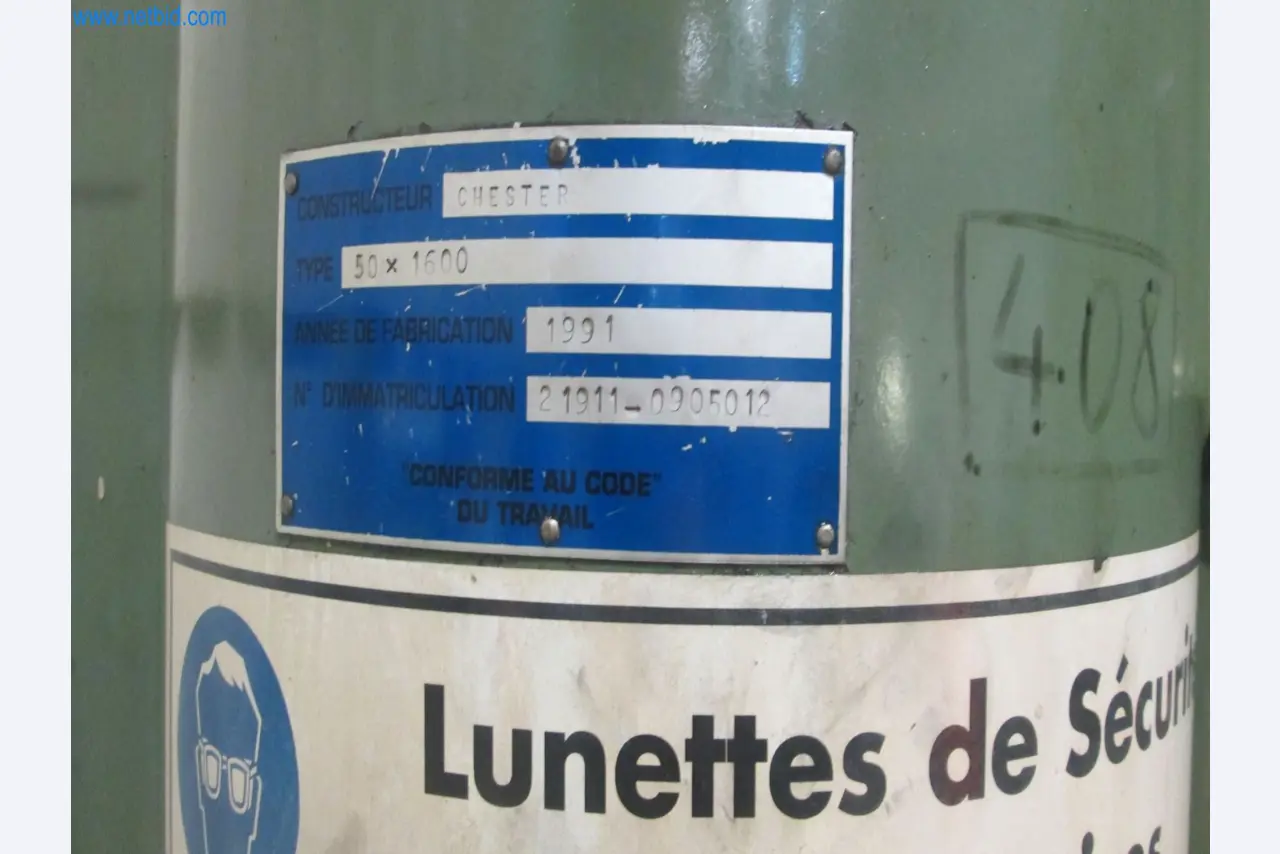 www.netbid.com
CONSTRUCTEUR CHESTER
TYPE 50 x 1600
ANNEE DE FABRICATION 1991
N° D'IMMATRICULATION 21911-0905012
"CONFORME AU CODE"
DU TRAVAIL
408
Lunettes de Sécurit